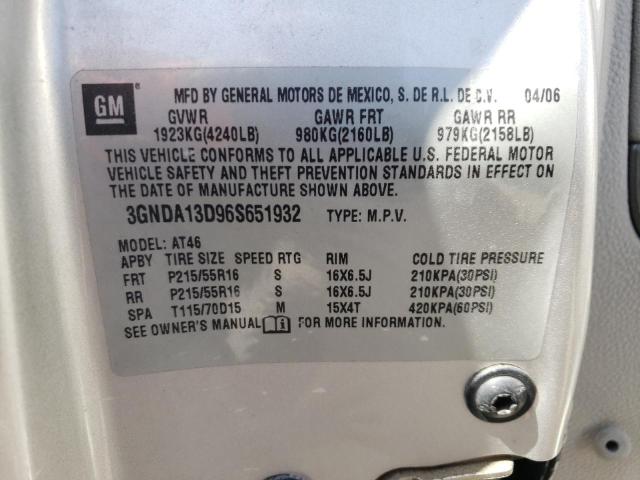 GM ®
MFD BY GENERAL MOTORS DE MEXICO, S. DE R.L. DE C.V. 04/06
GVWR GAWR FRT GAWR RR
1923KG(4240LB) 980KG(2160LB) 979KG(2158LB)
THIS VEHICLE CONFORMS TO ALL APPLICABLE U.S. FEDERAL MOTOR
VEHICLE SAFETY AND THEFT PREVENTION STANDARDS IN EFFECT ON
THE DATE OF MANUFACTURE SHOWN ABOVE.
3GNDA13D96S651932 TYPE: M.P.V.
MODEL: AT46
APBY TIRE SIZE SPEED RTG RIM COLD TIRE PRESSURE
FRT P215/55R16 S 16X6.5J 210KPA(30PSI)
RR P215/55R16 S 16X6.5J 210KPA(30PSI)
SPA T115/70D15 M 15X4T 420KPA(60PSI)
SEE OWNER'S MANUAL FOR MORE INFORMATION.